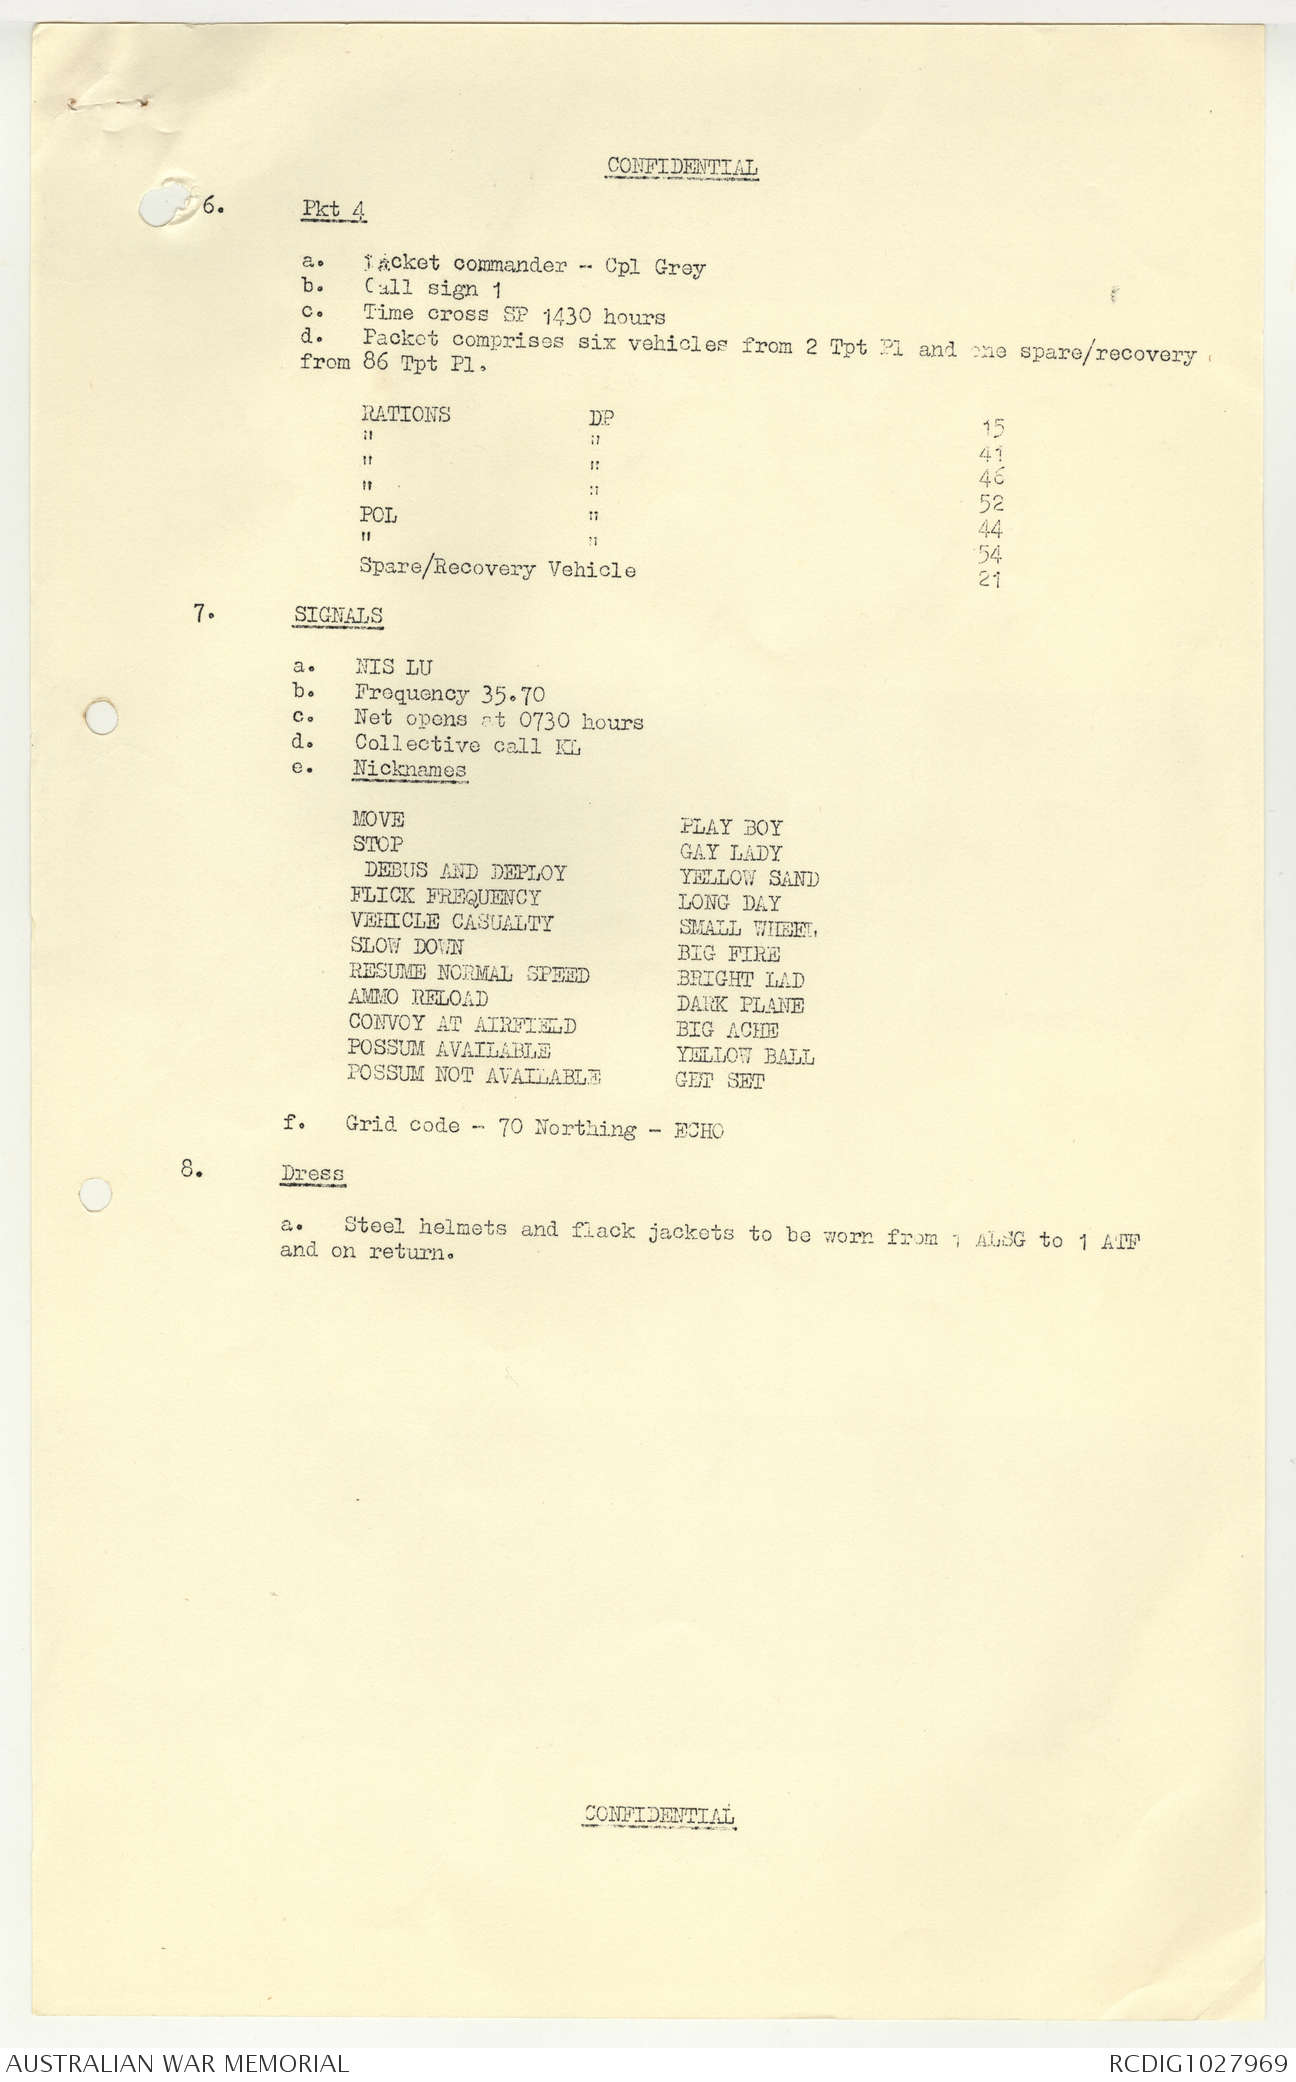 CONFIDENTIAL
6. Pkt 4
a. Packet commander - Cpl Grey
b. Call sign 1
c. Time cross SP 1430 hours
d. Packet comprises six vehicles from 2 Tpt Pl and one spare/recovery
from 86 Tpt Pl.
RATIONS DP 15
" " 41
" " 46
" " 52
POL " 44
" " 54
Spare/Recovery Vehicle 21
7. SIGNALS
a. NIS LU
b. Frequency 35.70
c. Net opens at 0730 hours
d. Collective call KL
e. Nicknames
MOVE PLAY BOY
STOP GAY LADY
DEBUS AND DEPLOY YELLOW SAND
FLICK FREQUENCY LONG DAY
VEHICLE CASUALTY SMALL WHEEL
SLOW DOWN BIG FIRE
RESUME NORMAL SPEED BRIGHT LAD
AMMO RELOAD DARK PLANE
CONVOY AT AIRFIELD BIG ACHE
POSSUM AVAILABLE YELLOW BALL
POSSUM NOT AVAILABLE GET SET
f. Grid code - 70 Northing - ECHO
8. Dress
a. Steel helmets and flack jackets to be worn from 1 ALSG to 1 ATF
and on return.
CONFIDENTIAL
AUSTRALIAN WAR MEMORIAL RCDIG1027969